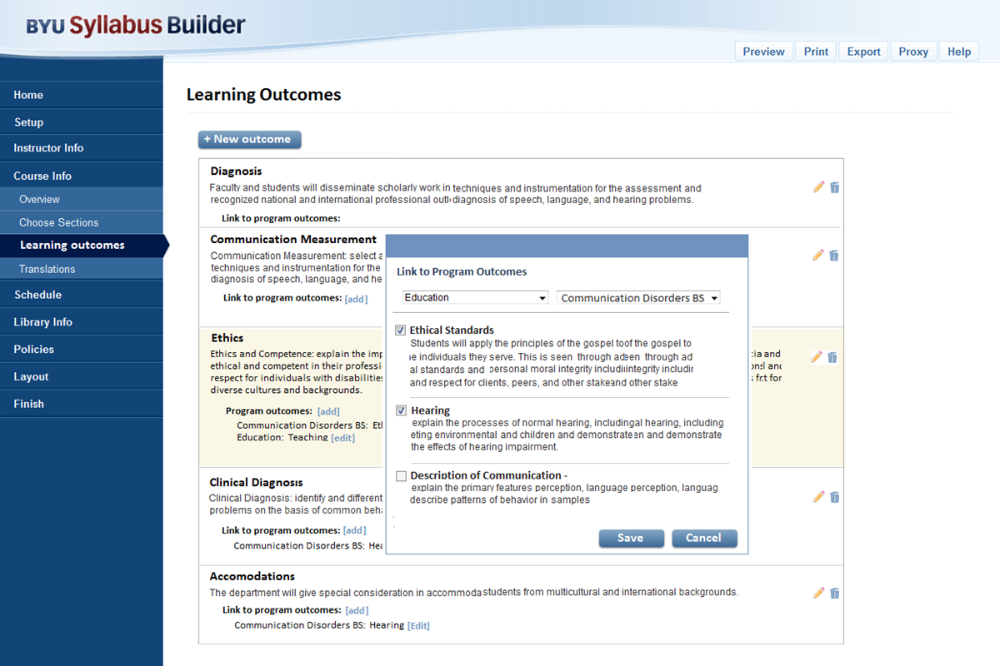 BYU Syllabus Builder
Preview
Print
Export
Proxy
Help
Home
Setup
Instructor Info
Course Info
Overview
Choose Sections
Learning outcomes
Translations
Schedule
Library Info
Policies
Layout
Finish
Learning Outcomes
+ New outcome
Diagnosis
Faculty and students will disseminate scholarly work in techniques and instrumentation for the assessment and
recognized national and international professional outl diagnosis of speech, language, and hearing problems.
Link to program outcomes:
Communication Measurement
Communication Measurement: select a
techniques and instrumentation for the
diagnosis of speech, language, and he
Link to program outcomes: [add]
Ethics
Ethics and Competence: explain the imp
ethical and competent in their professi
respect for individuals with disabilities
diverse cultures and backgrounds.
ia and
and
for
Program outcomes: [add]
Communication Disorders BS: Et
Education: Teaching [edit]
Clinical Diagnosis
Clinical Diagnosis: identify and different
problems on the basis of common beha
Link to program outcomes: [add]
Communication Disorders BS: Hea
Accomodations
The department will give special consideration in accommoda students from multicultural and international backgrounds.
Link to program outcomes: [add]
Communication Disorders BS: Hearing [Edit]
Link to Program Outcomes
Education
Communication Disorders BS
Ethical Standards
Students will apply the principles of the gospel toof the gospel to
ie individuals they serve. This is seen through adeen through ad
al standards and personal moral integrity includiiintegrity includir
and respect for clients, peers, and other stakeand other stake
Hearing
explain the processes of normal hearing, includingal hearing, including
eting environmental and children and demonstrateen and demonstrate
the effects of hearing impairment.
Description of Communication -
explain the primary features perception, language perception, languag
describe patterns of behavior in samples
Save
Cancel